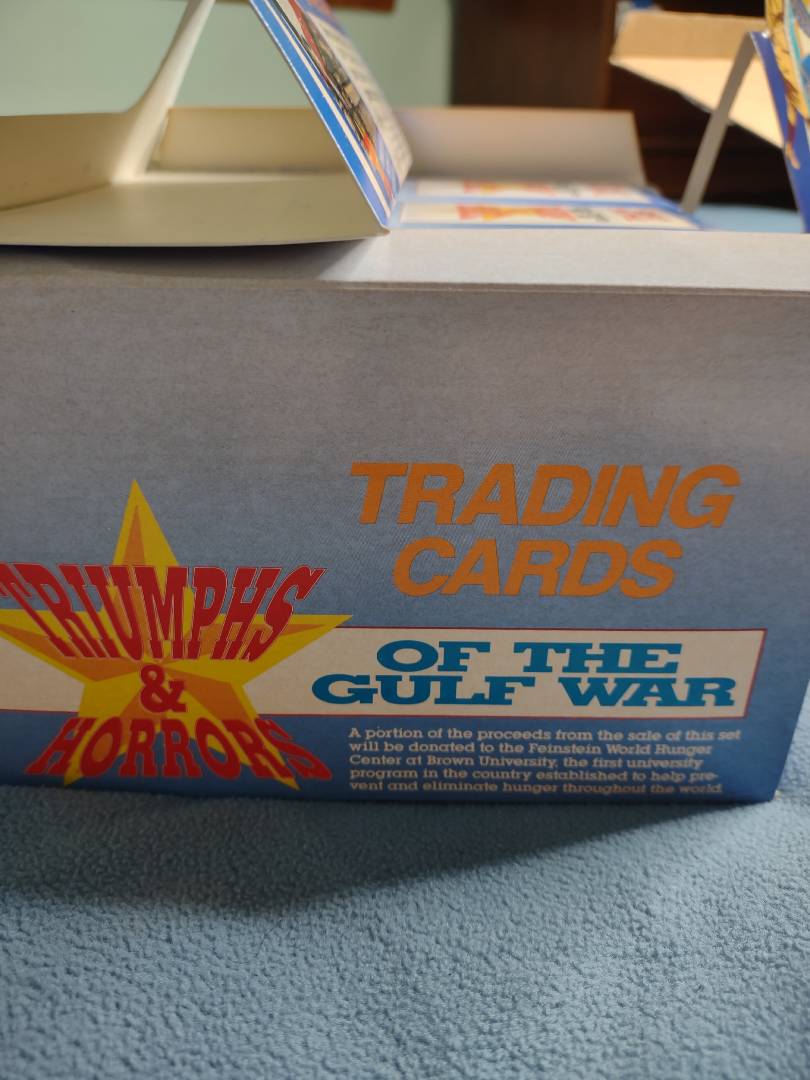 TRADING
CARDS
TRIUMPHS
&
HORRORS
OF THE
GULF WAR
A portion of the proceeds from the sale of this set
will be donated to the Feinstein World Hunger
Center at Brown University, the first university
program in the country established to help pre-
vent and eliminate hunger throughout the world.